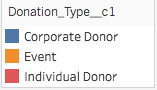 Donation_Type__c1
Corporate Donor
Event
Individual Donor